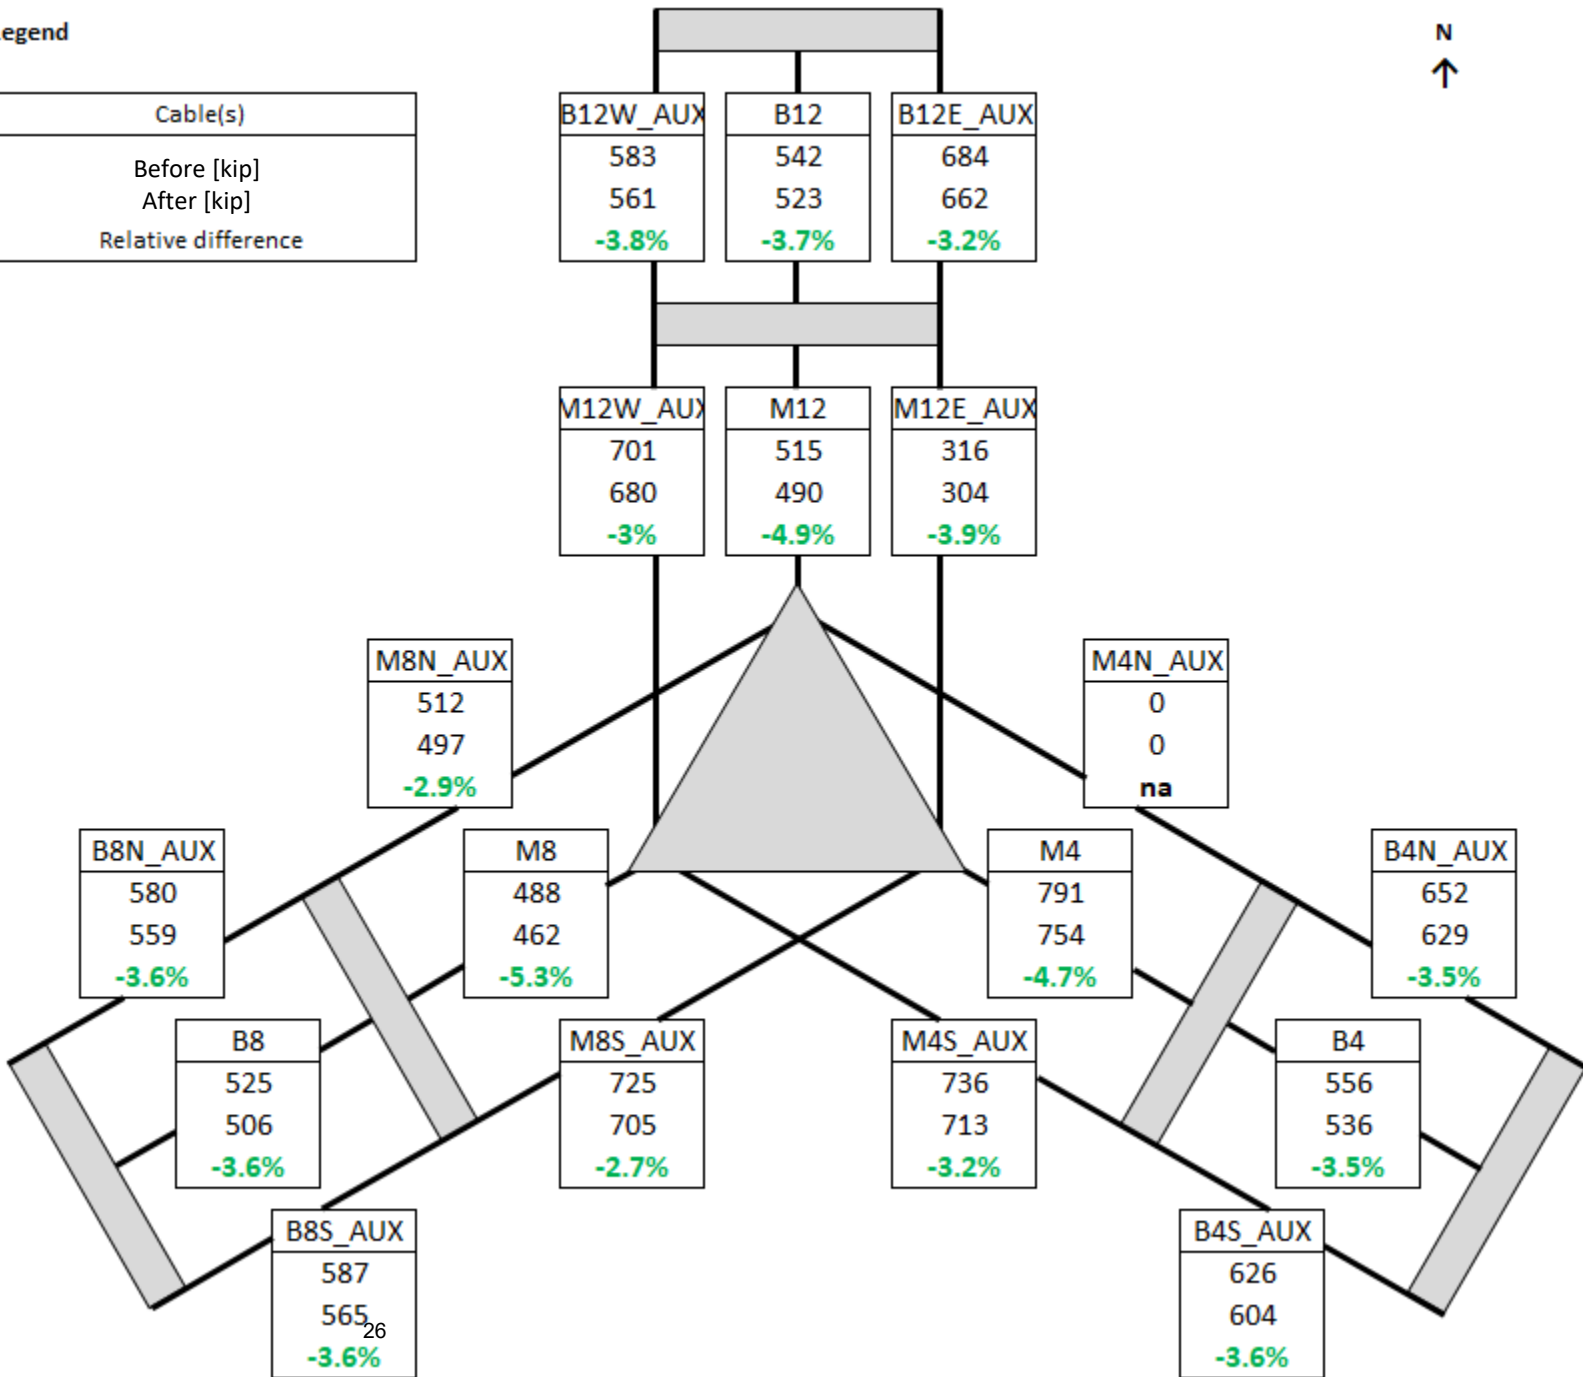 egend
N
↑
Cable(s)
Before [kip]
After [kip]
Relative difference
B12W_AUX
583
561
-3.8%
B12
542
523
-3.7%
B12E_AUX
684
662
-3.2%
M12W_AUX
701
680
-3%
M12
515
490
-4.9%
M12E_AUX
316
304
-3.9%
M8N_AUX
512
497
-2.9%
M4N_AUX
0
0
na
B8N_AUX
580
559
-3.6%
M8
488
462
-5.3%
M4
791
754
-4.7%
B4N_AUX
652
629
-3.5%
B8
525
506
-3.6%
M8S_AUX
725
705
-2.7%
M4S_AUX
736
713
-3.2%
B4
556
536
-3.5%
B8S_AUX
587
565
-3.6%
26
B4S_AUX
626
604
-3.6%